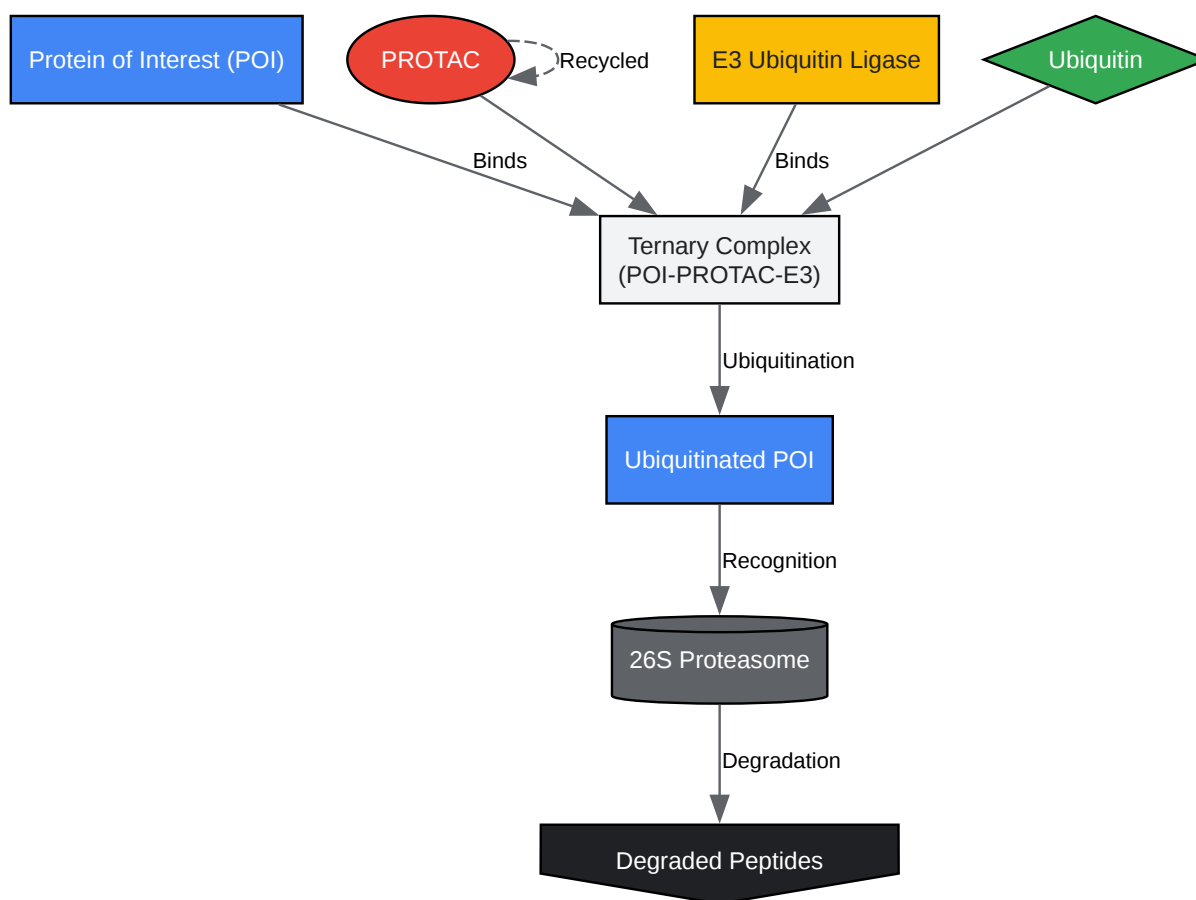 Protein of Interest (POI)
PROTAC
Recycled
E3 Ubiquitin Ligase
Ubiquitin
Binds
Binds
Ternary Complex
(POI-PROTAC-E3)
Ubiquitination
Ubiquitinated POI
Recognition
26S Proteasome
Degradation
Degraded Peptides